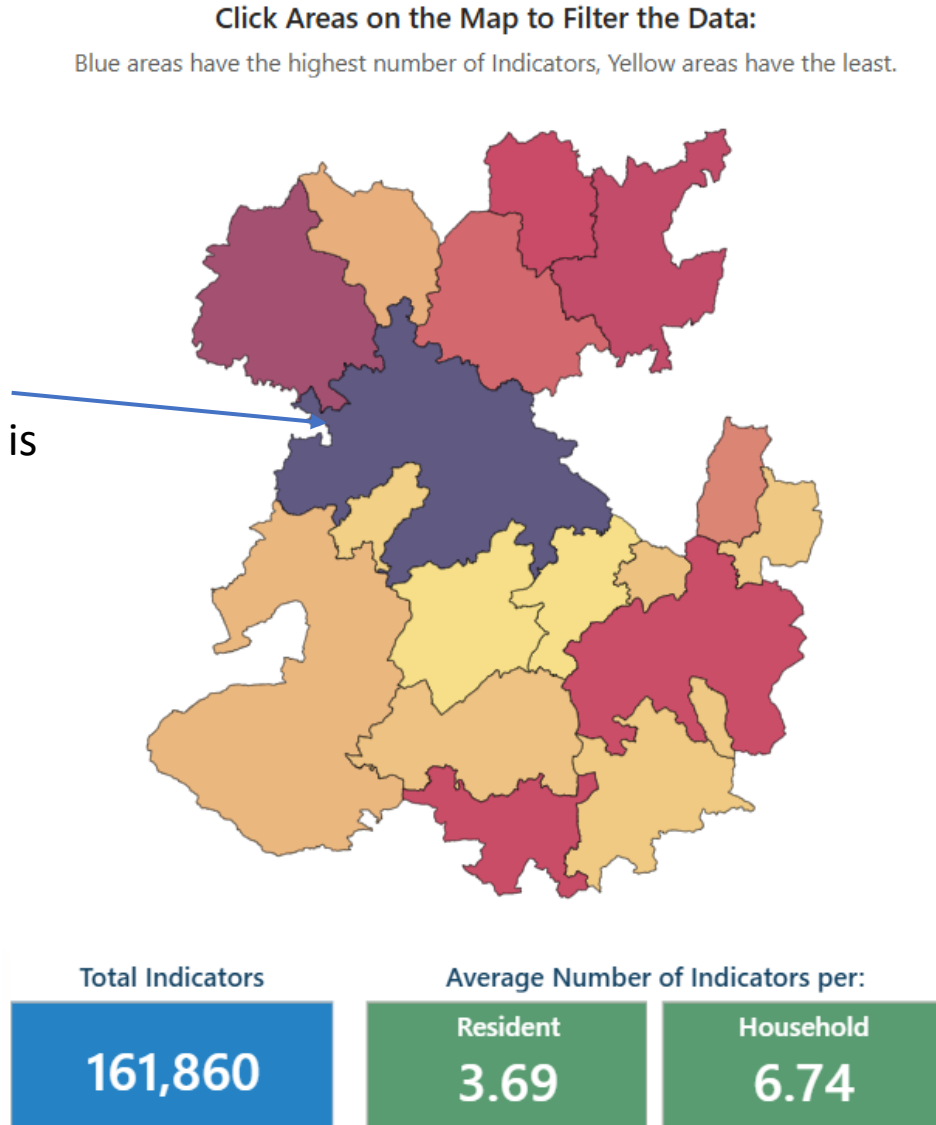 Click Areas on the Map to Filter the Data:
Blue areas have the highest number of Indicators, Yellow areas have the least.
is
Total Indicators
161,860
Average Number of Indicators per:
Resident
3.69
Household
6.74